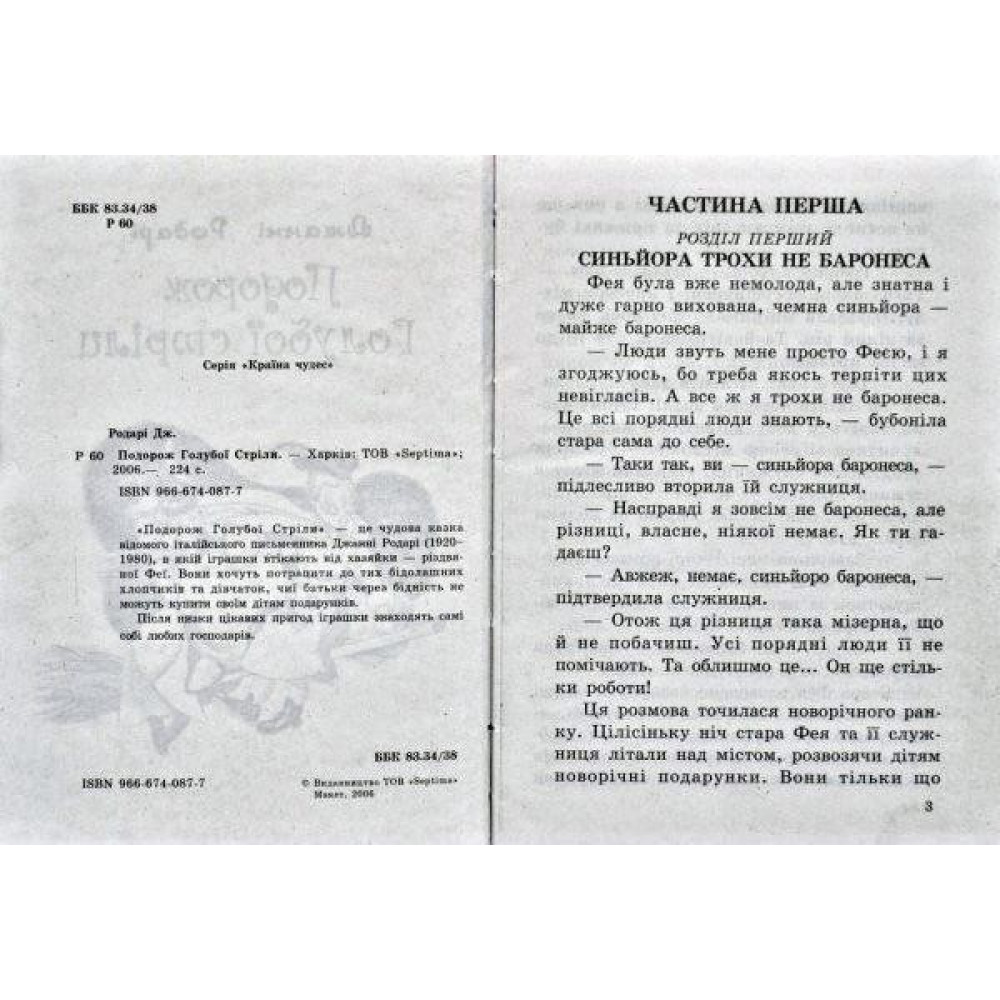 ББК 83.34/38
Р 60
Серія «Країна чудес»
Родарі Дж.
Р 60 Подорож Голубої Стріли. — Харків: ТОВ «Septima»;
2006.— 224 с.
ISBN 966-674-087-7
«Подорож Голубої Стріли» — це чудова казка
відомого італійського письменника Джанні Родарі (1920-
1980), в якій іграшки втікають від хазяйки — різдвя-
ної Феї. Вони хочуть потрапити до тих бідолашних
хлопчиків та дівчаток, чиї батьки через бідність не
можуть купити своїм дітям подарунків.
Після низки цікавих пригод іграшки знаходять самі
собі любих господарів.
ББК 83.34/38
ISBN 966-674-087-7
© Видавництво ТОВ «Septima»
Макет, 2006
Джанні Родарі
Подорож
Голубої стріли
ЧАСТИНА ПЕРША
РОЗДІЛ ПЕРШИЙ
СИНЬЙОРА ТРОХИ НЕ БАРОНЕСА
Фея була вже немолода, але знатна і
дуже гарно вихована, чемна синьйора —
майже баронеса.
— Люди звуть мене просто Феєю, і я
згоджуюсь, бо треба якось терпіти цих
невігласів. А все ж я трохи не баронеса.
Це всі порядні люди знають, — бубоніла
стара сама до себе.
— Таки так, ви — синьйора баронеса, —
підлесливо вторила їй служниця.
— Насправді я зовсім не баронеса, але
різниці, власне, ніякої немає. Як ти га-
даєш?
— Авжеж, немає, синьйоро баронеса, —
підтвердила служниця.
— Отож ця різниця така мізерна, що
й не побачиш. Усі порядні люди її не
помічають. Та облишмо це... Он ще стіль-
ки роботи!
Ця розмова точилася новорічного ран-
ку. Цілісіньку ніч стара Фея та її служ-
ниця літали над містом, розвозячи дітям
новорічні подарунки. Вони тільки що
3